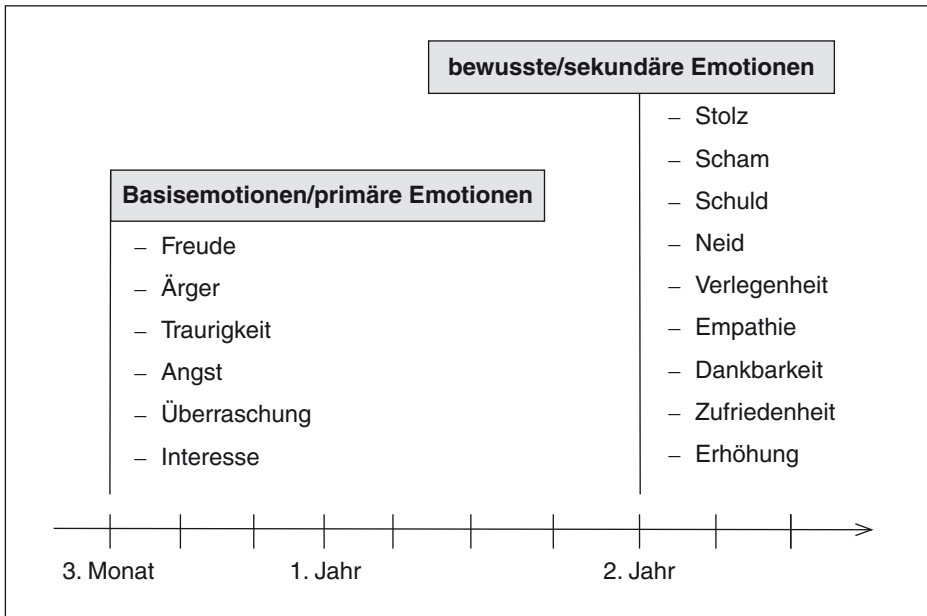 bewusste/sekundäre Emotionen
– Stolz
– Scham
– Schuld
– Neid
– Verlegenheit
– Empathie
– Dankbarkeit
– Zufriedenheit
– Erhöhung
Basisemotionen/primäre Emotionen
– Freude
– Ärger
– Traurigkeit
– Angst
– Überraschung
– Interesse
3. Monat
1. Jahr
2. Jahr